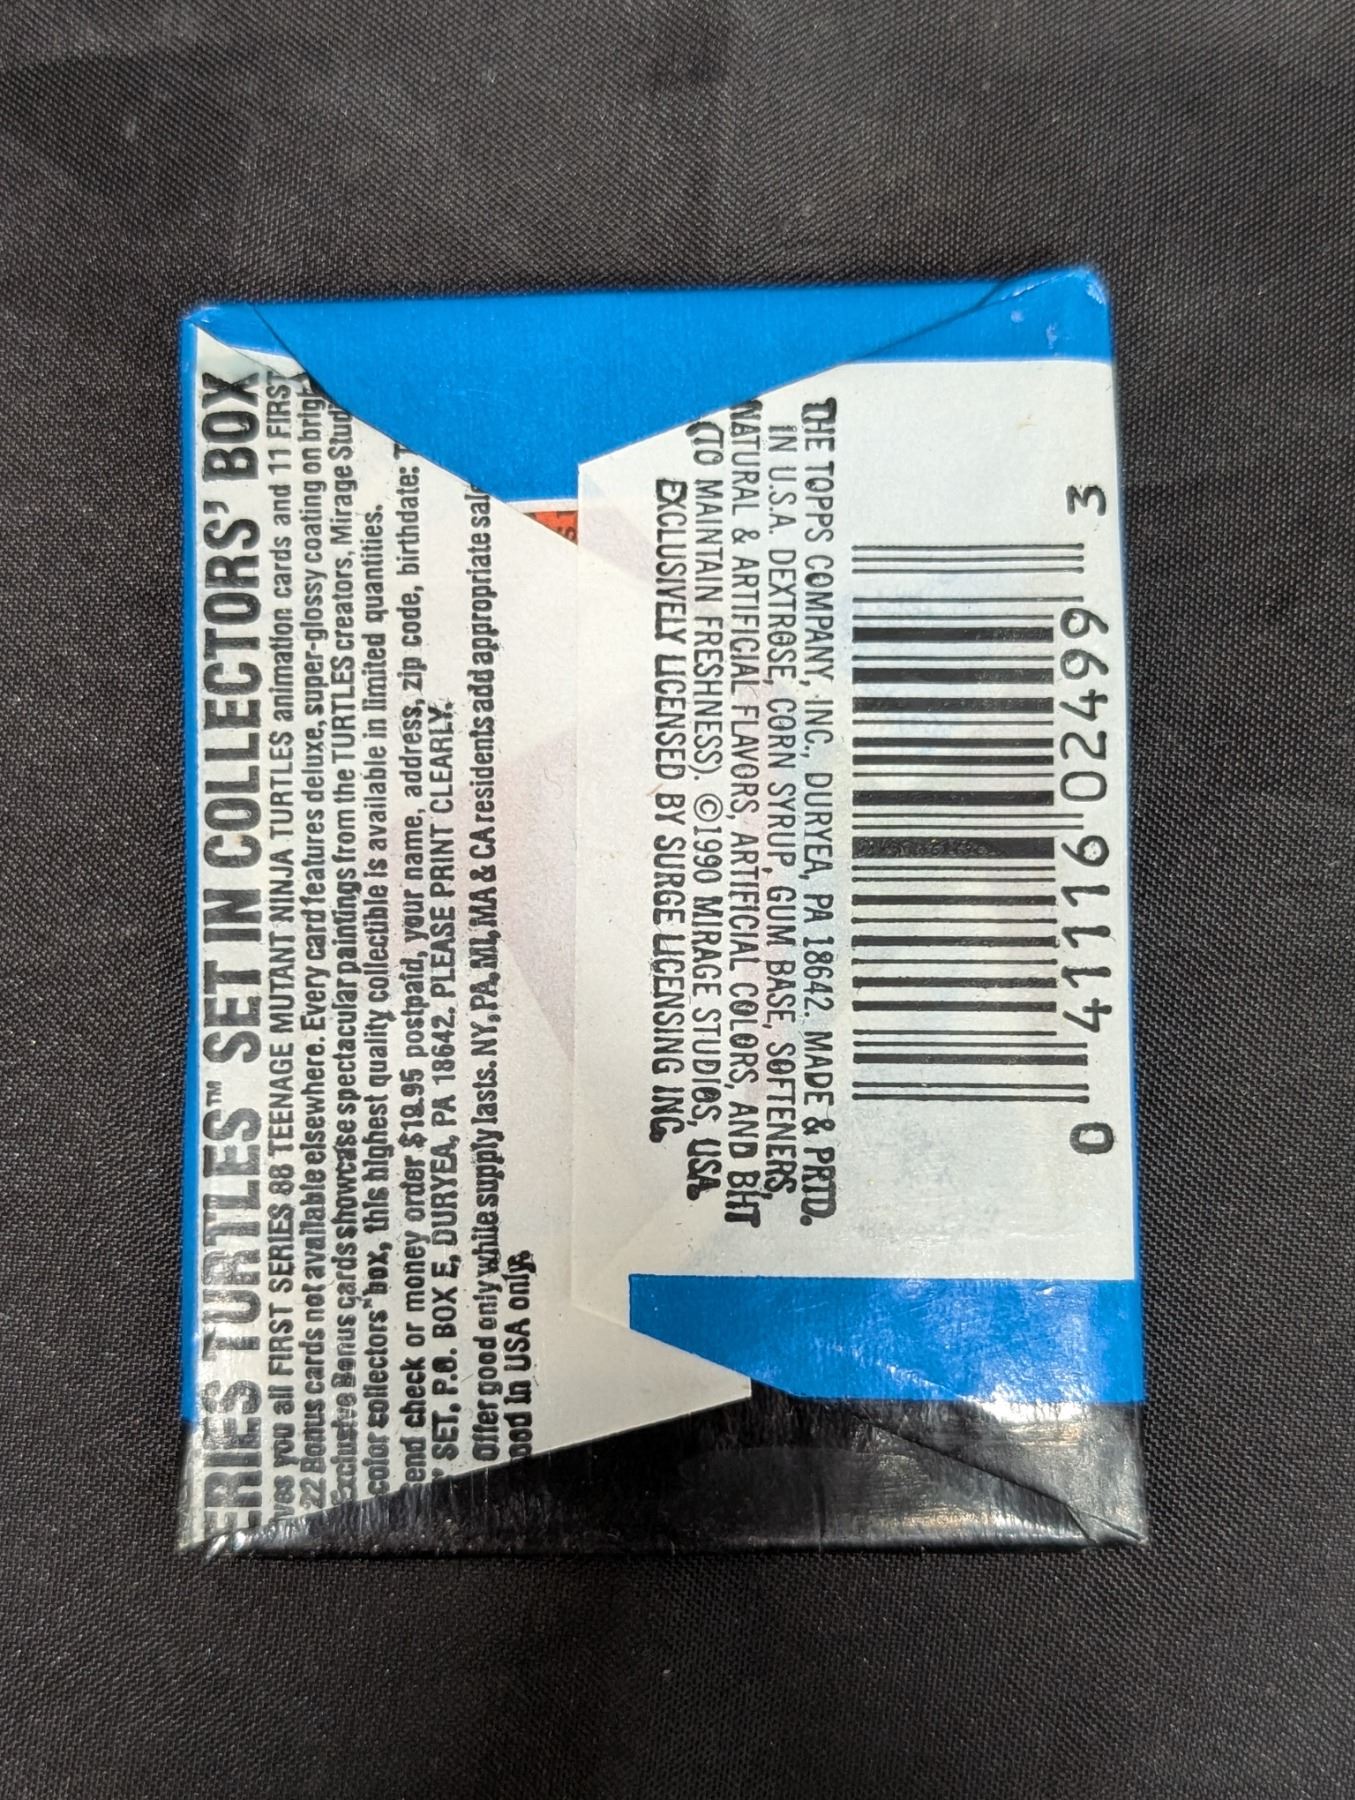 ERIES TURTLES™ SET IN COLLECTORS' BOX
you all FIRST SERIES 88 TEENAGE MUTANT NINJA TURTLES animation cards and 11 FIRST
22 Bonus cards not available elsewhere. Every card features deluxe, super-glossy coating on brigh
Exclusive Bonus cards showcase spectacular paintings from the TURTLES creators, Mirage Stud
color collectors' box, this highest quality collectible is available in limited quantities.
end check or money order $19.95 postpaid, your name, address, zip code, birthdate: T
SET, P.O. BOX E, DURYEA, PA 18642. PLEASE PRINT CLEARLY.
Offer good only while supply lasts. NY, PA, MI, MA & CA residents add appropriate sal
ood in USA only.
THE TOPPS COMPANY, INC., DURYEA, PA 18642. MADE & PRTD.
IN U.S.A. DEXTROSE, CORN SYRUP, GUM BASE, SOFTENERS,
NATURAL & ARTIFICIAL FLAVORS, ARTIFICIAL COLORS, AND BHT
(TO MAINTAIN FRESHNESS). ©1990 MIRAGE STUDIOS, USA
EXCLUSIVELY LICENSED BY SURGE LICENSING INC.
3 66420 91114 0